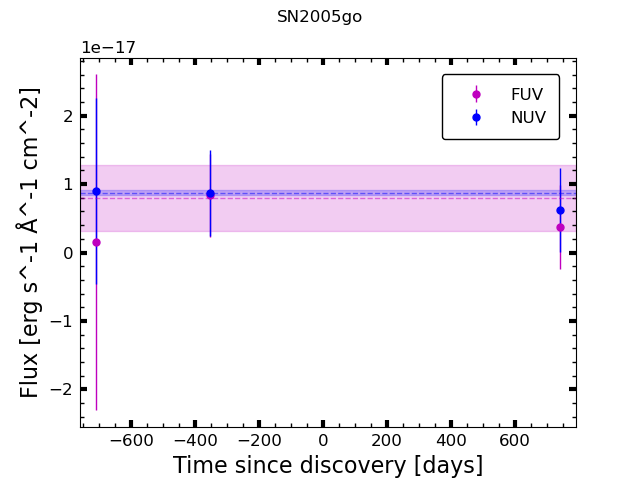 SN2005go
1e−17
FUV
NUV
2
1
0
−1
−2
Flux [erg s^-1 Å^-1 cm^-2]
−600 −400 −200 0 200 400 600
Time since discovery [days]